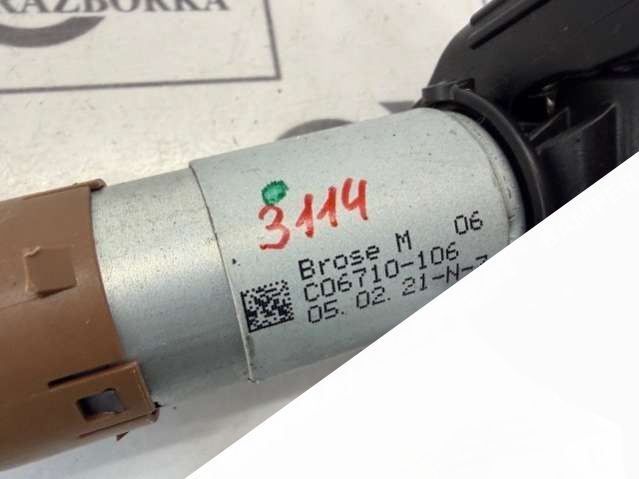 RAZBORKA
3114
Brose M 06
C06710-106
05.02.21-N-